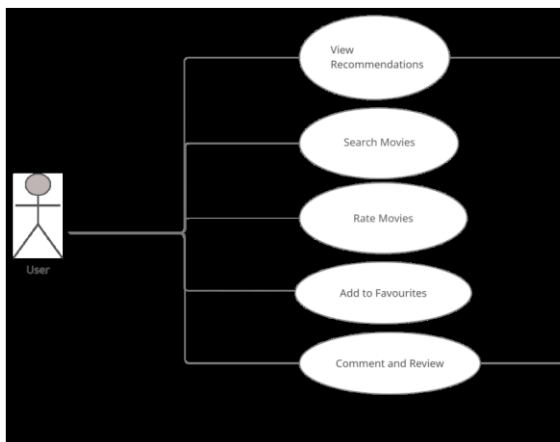 View
Recommendations
Search Movies
Rate Movies
User
Add to Favourites
Comment and Review